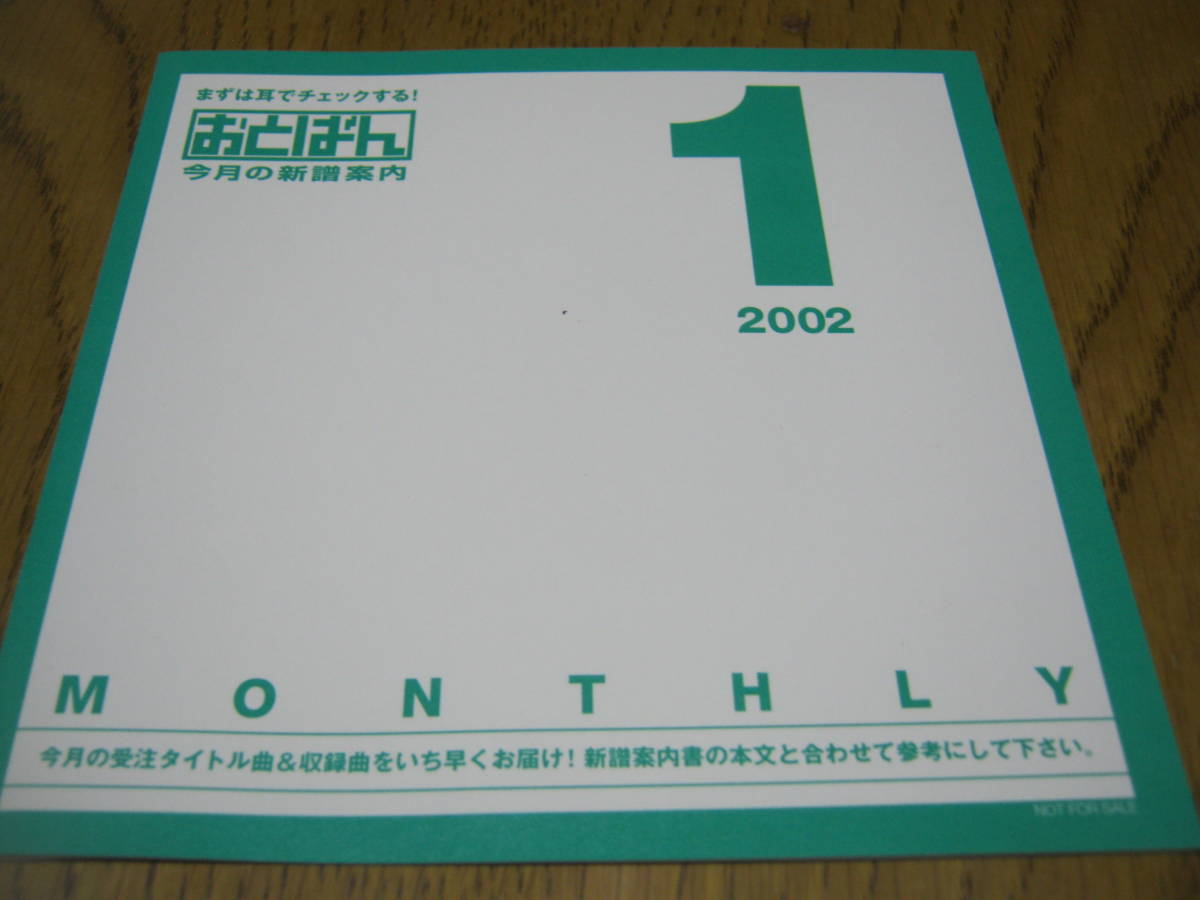 まずは耳でチェックする!
おとばん
今月の新譜案内
1
2002
MONTHLY
今月の受注タイトル曲&収録曲をいち早くお届け!新譜案内書の本文と合わせて参考にして下さい。
NOT FOR SALE